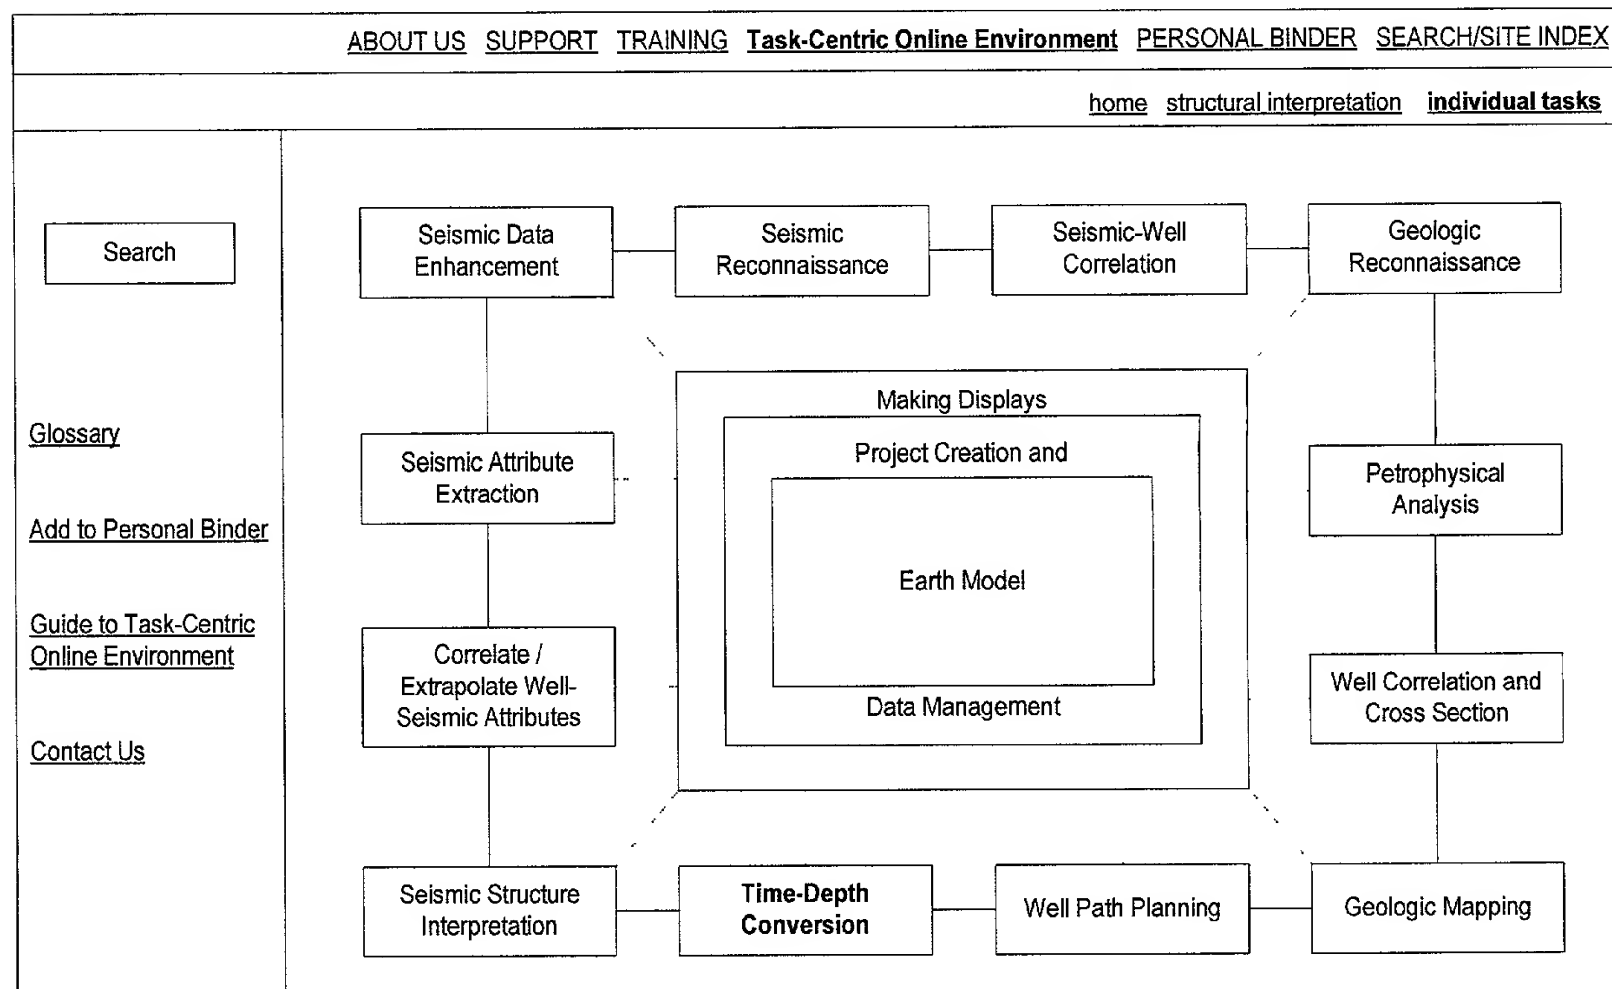 ABOUT US SUPPORT TRAINING Task-Centric Online Environment PERSONAL BINDER SEARCH/SITE INDEX
home structural interpretation individual tasks
Search
Glossary
Add to Personal Binder
Guide to Task-Centric
Online Environment
Contact Us
Seismic Data
Enhancement
Seismic
Reconnaissance
Seismic-Well
Correlation
Geologic
Reconnaissance
Seismic Attribute
Extraction
Making Displays
Project Creation and
Earth Model
Data Management
Petrophysical
Analysis
Correlate /
Extrapolate Well-
Seismic Attributes
Well Correlation and
Cross Section
Seismic Structure
Interpretation
Time-Depth
Conversion
Well Path Planning
Geologic Mapping